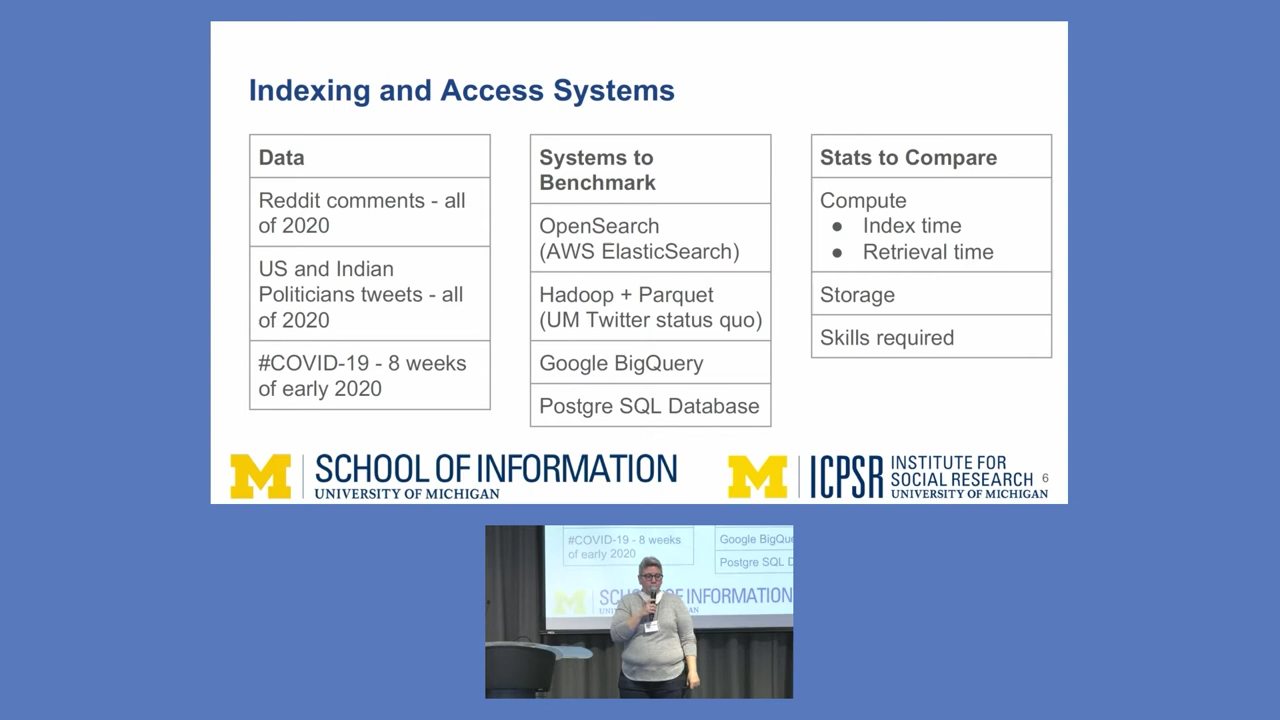 Indexing and Access Systems
Data
Reddit comments - all
of 2020
US and Indian
Politicians tweets - all
of 2020
#COVID-19 - 8 weeks
of early 2020
Systems to
Benchmark
OpenSearch
(AWS ElasticSearch)
Hadoop + Parquet
(UM Twitter status quo)
Google BigQuery
Postgre SQL Database
Stats to Compare
Compute
● Index time
● Retrieval time
Storage
Skills required
M SCHOOL OF INFORMATION
UNIVERSITY OF MICHIGAN
M ICPSR INSTITUTE FOR
SOCIAL RESEARCH
UNIVERSITY OF MICHIGAN
6
#COVID-19 - 8 weeks
of early 2020
Google BigQue
Postgre SQL D
M SC OF INFORMATION